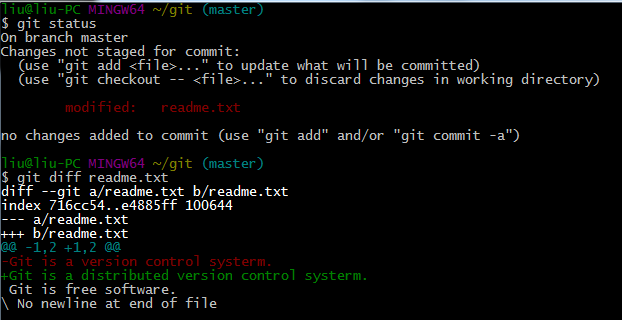 liu@liu-PC MINGW64 ~/git (master)
$ git status
On branch master
Changes not staged for commit:
  (use "git add <file>..." to update what will be committed)
  (use "git checkout -- <file>..." to discard changes in working directory)
        modified:   readme.txt
no changes added to commit (use "git add" and/or "git commit -a")
liu@liu-PC MINGW64 ~/git (master)
$ git diff readme.txt
diff --git a/readme.txt b/readme.txt
index 716cc54..e4885ff 100644
--- a/readme.txt
+++ b/readme.txt
@@ -1,2 +1,2 @@
-Git is a version control systerm.
+Git is a distributed version control systerm.
 Git is free software.
\ No newline at end of file